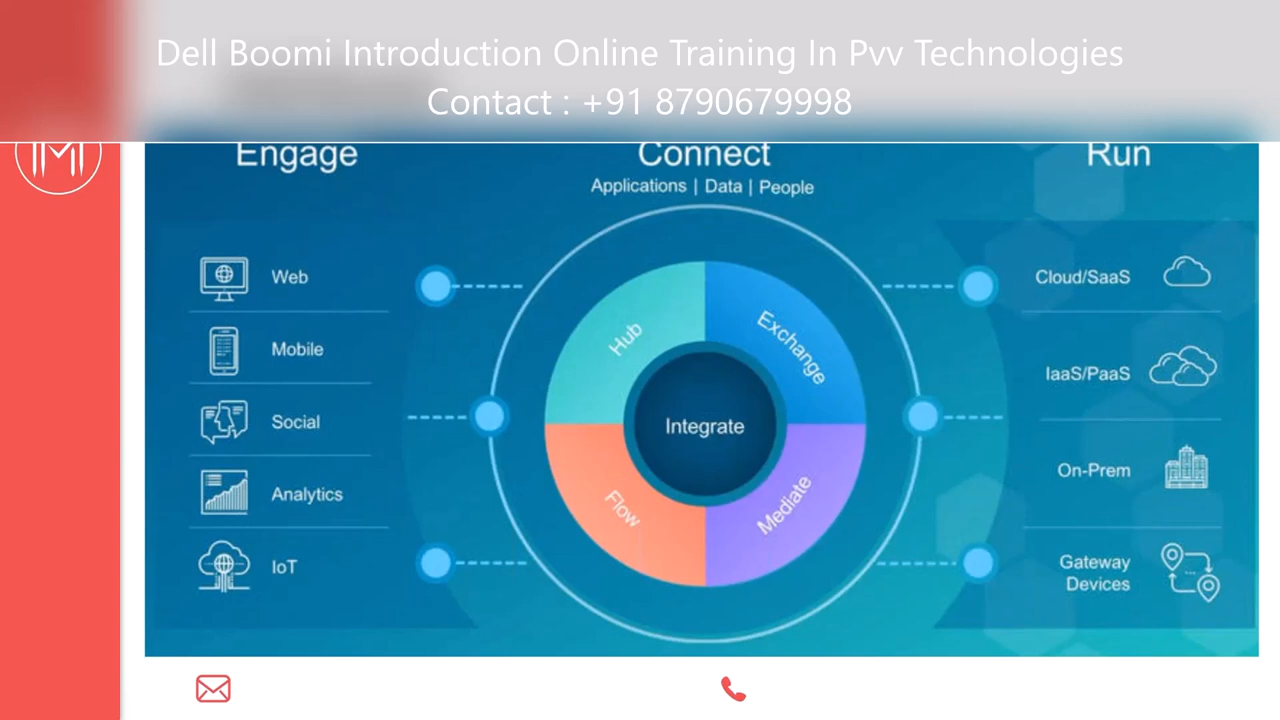 Dell Boomi Introduction Online Training In Pvv Technologies
Contact : +91 8790679998
Engage
Connect
Run
Applications | Data | People
Web
Mobile
Social
Analytics
IoT
Hub
Exchange
Integrate
Flow
Mediate
Cloud/SaaS
IaaS/PaaS
On-Prem
Gateway
Devices